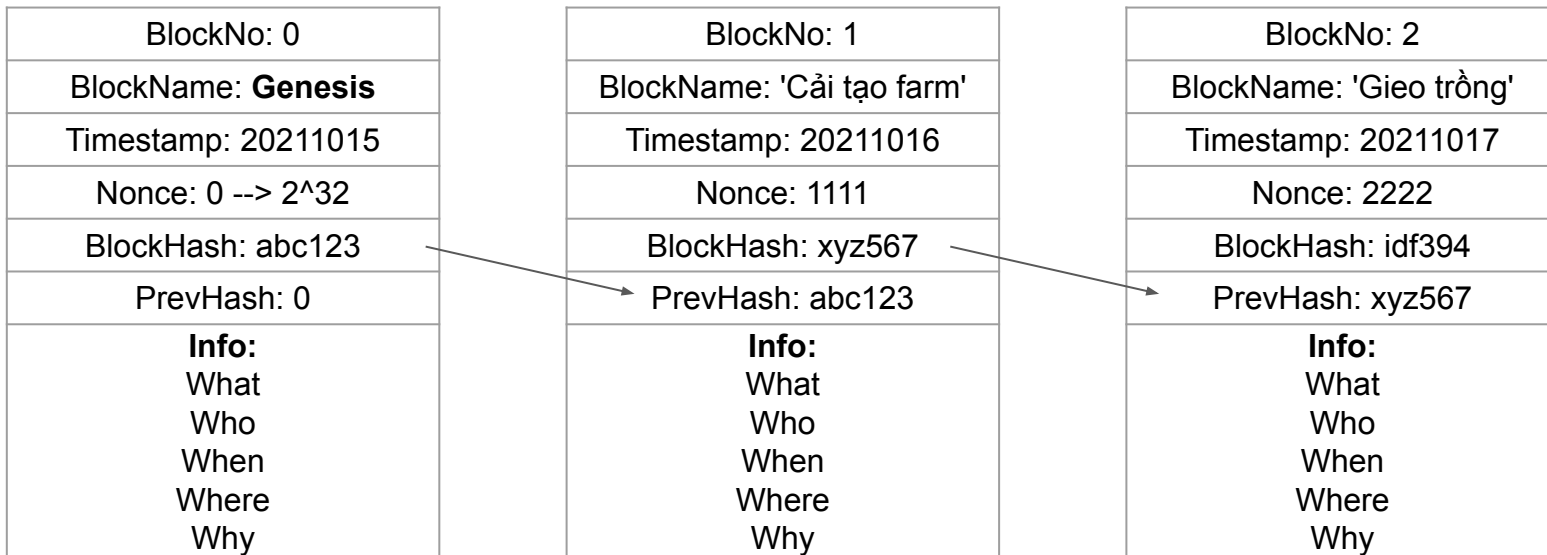 BlockNo: 0
BlockName: Genesis
Timestamp: 20211015
Nonce: 0 --> 2^32
BlockHash: abc123
PrevHash: 0
Info:
What
Who
When
Where
Why
BlockNo: 1
BlockName: 'Cải tạo farm'
Timestamp: 20211016
Nonce: 1111
BlockHash: xyz567
PrevHash: abc123
Info:
What
Who
When
Where
Why
BlockNo: 2
BlockName: 'Gieo trồng'
Timestamp: 20211017
Nonce: 2222
BlockHash: idf394
PrevHash: xyz567
Info:
What
Who
When
Where
Why